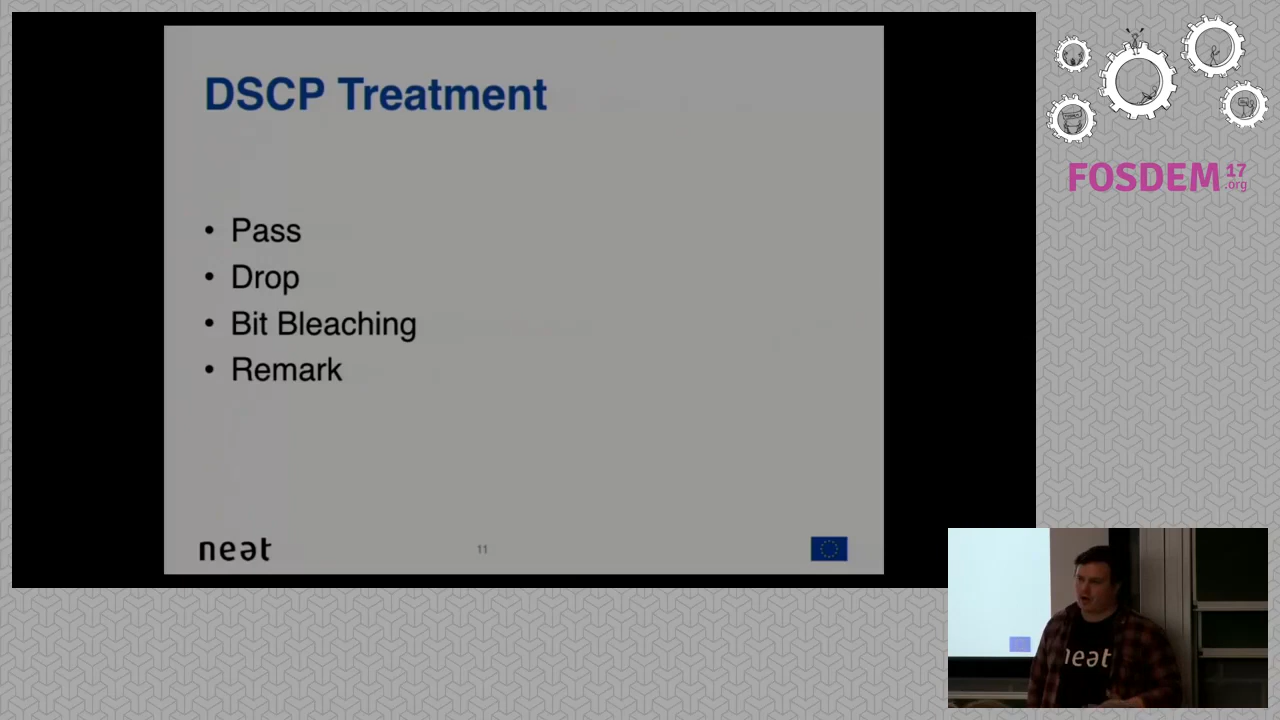 DSCP Treatment
• Pass
• Drop
• Bit Bleaching
• Remark
neat
11
FOSDEM 17
.org
neat